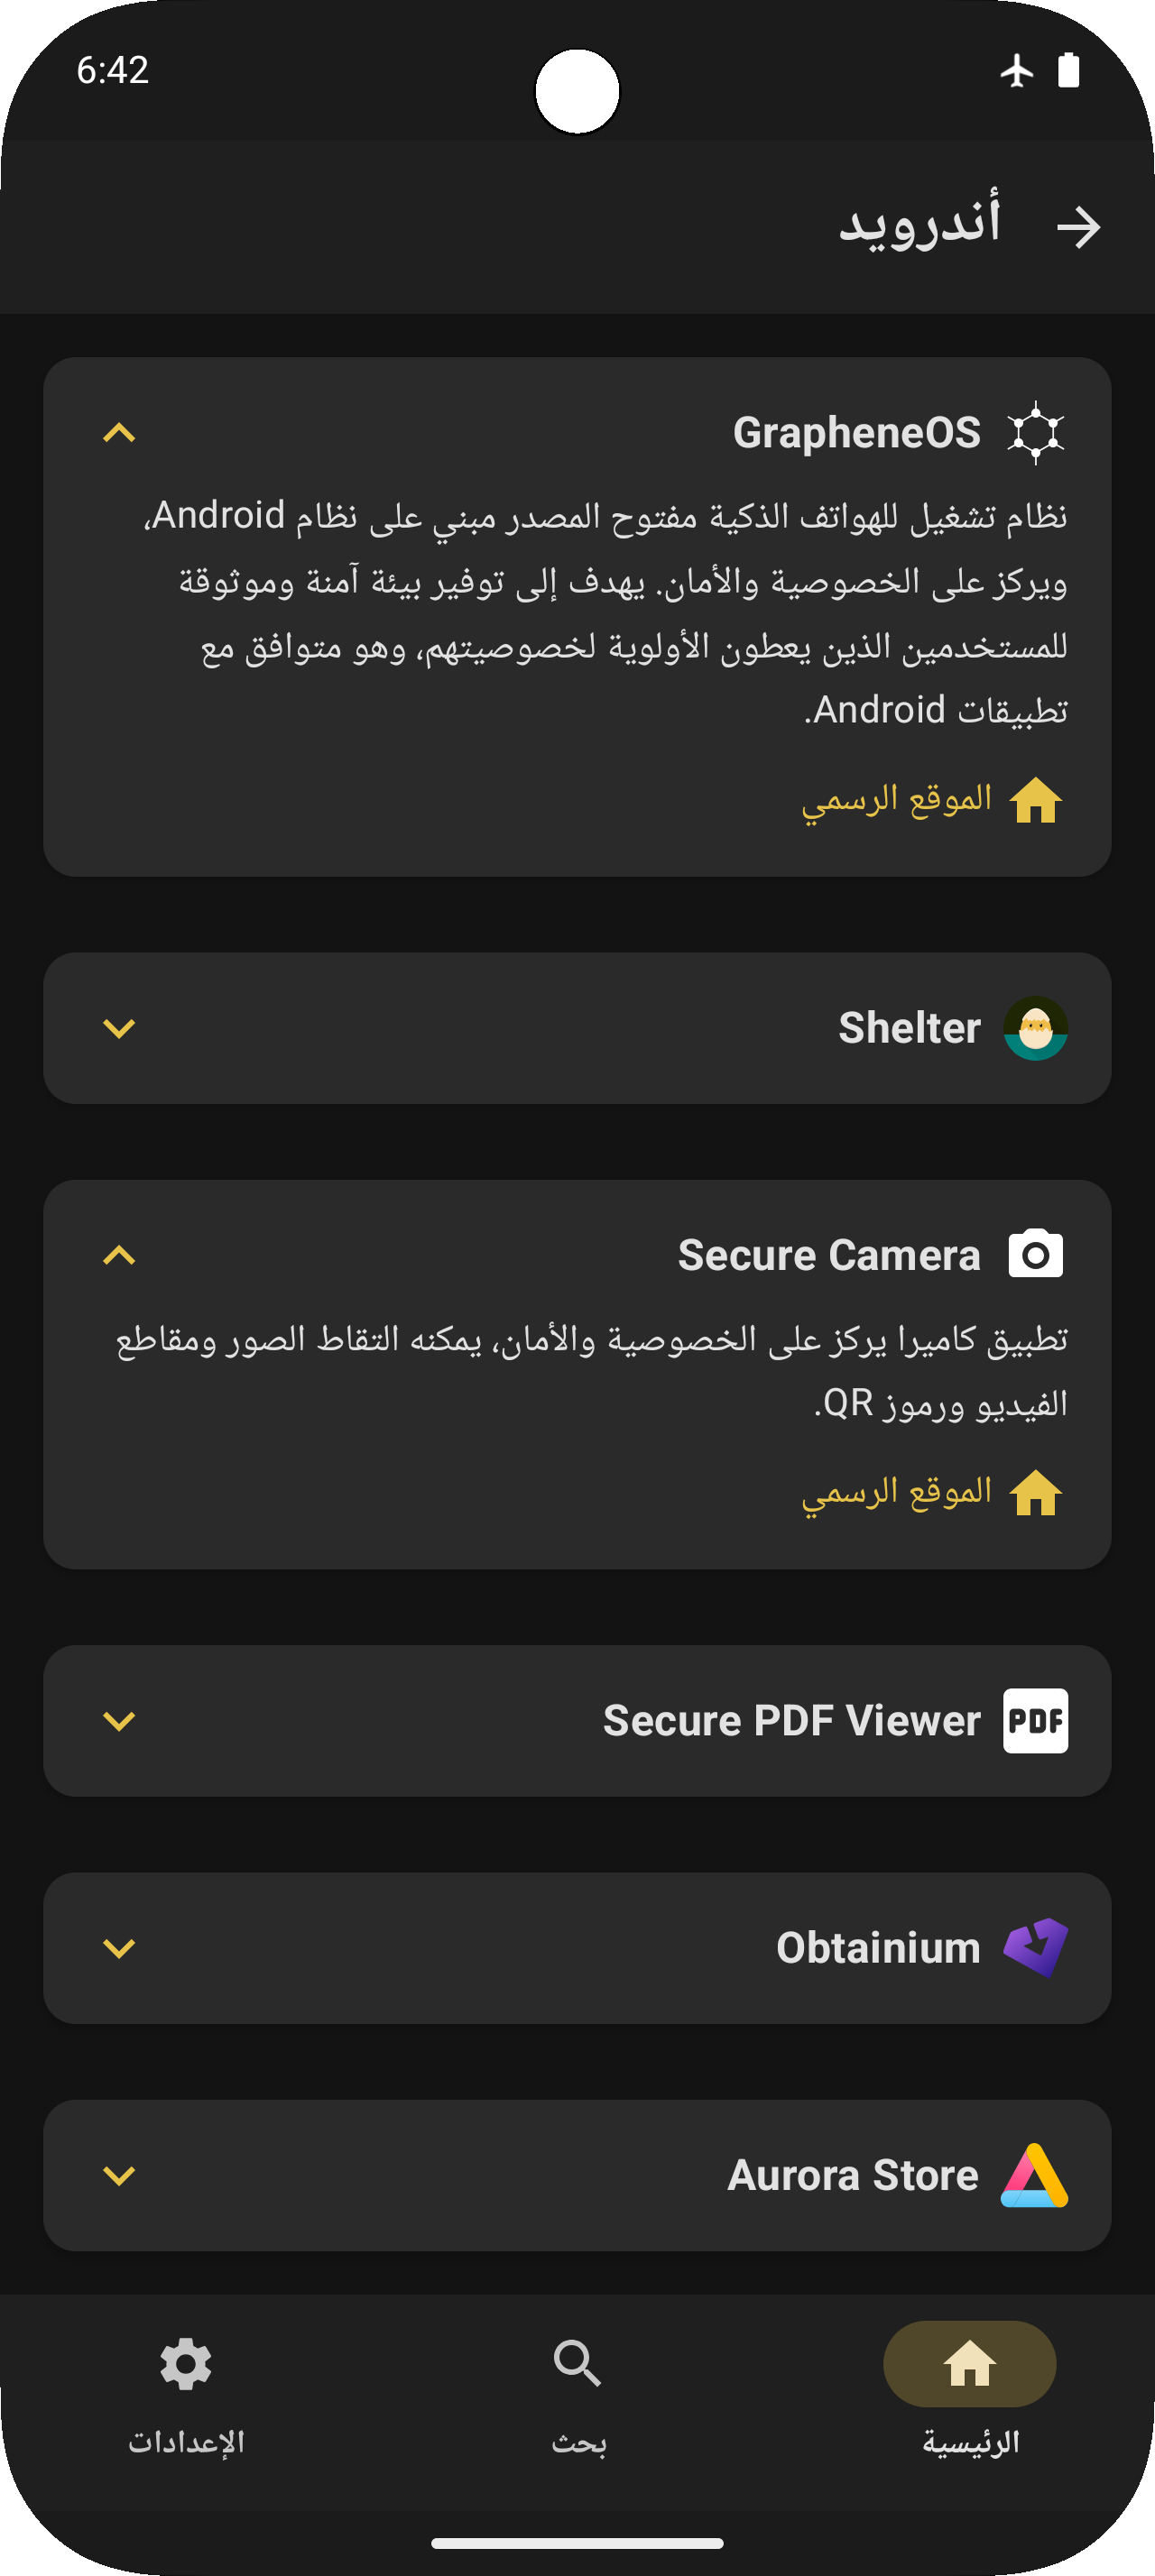 6:42
أندرويد
GrapheneOS
نظام تشغيل للهواتف الذكية مفتوح المصدر مبني على نظام Android،
ويركز على الخصوصية والأمان. يهدف إلى توفير بيئة آمنة وموثوقة
للمستخدمين الذين يعطون الأولوية لخصوصيتهم، وهو متوافق مع
تطبيقات Android.
الموقع الرسمي
Shelter
Secure Camera
تطبيق كاميرا يركز على الخصوصية والأمان، يمكنه التقاط الصور ومقاطع
الفيديو ورموز QR.
الموقع الرسمي
PDF Secure PDF Viewer
Obtainium
Aurora Store
الرئيسية
بحث
الإعدادات